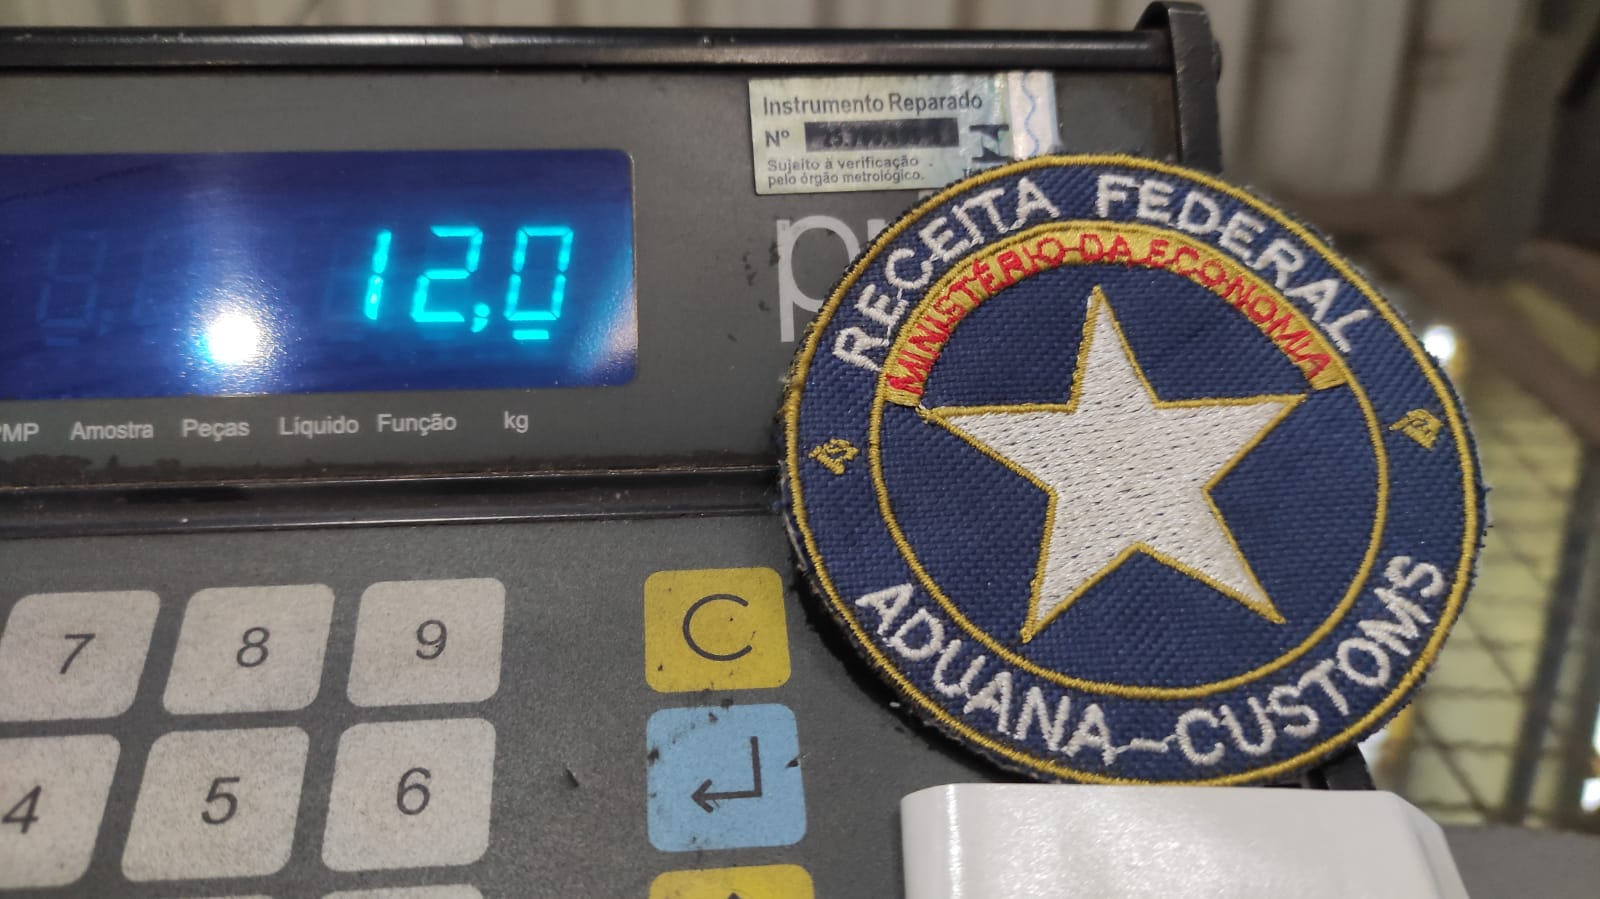 Instrumento Reparado
Nº
Sujeito à verificação
pelo órgão metrológico.
12,0
Amostra Peças Líquido Função kg
RECEITA FEDERAL
MINISTÉRIO DA ECONOMIA
ADUANA-CUSTOMS
7 8 9 C
4 5 6